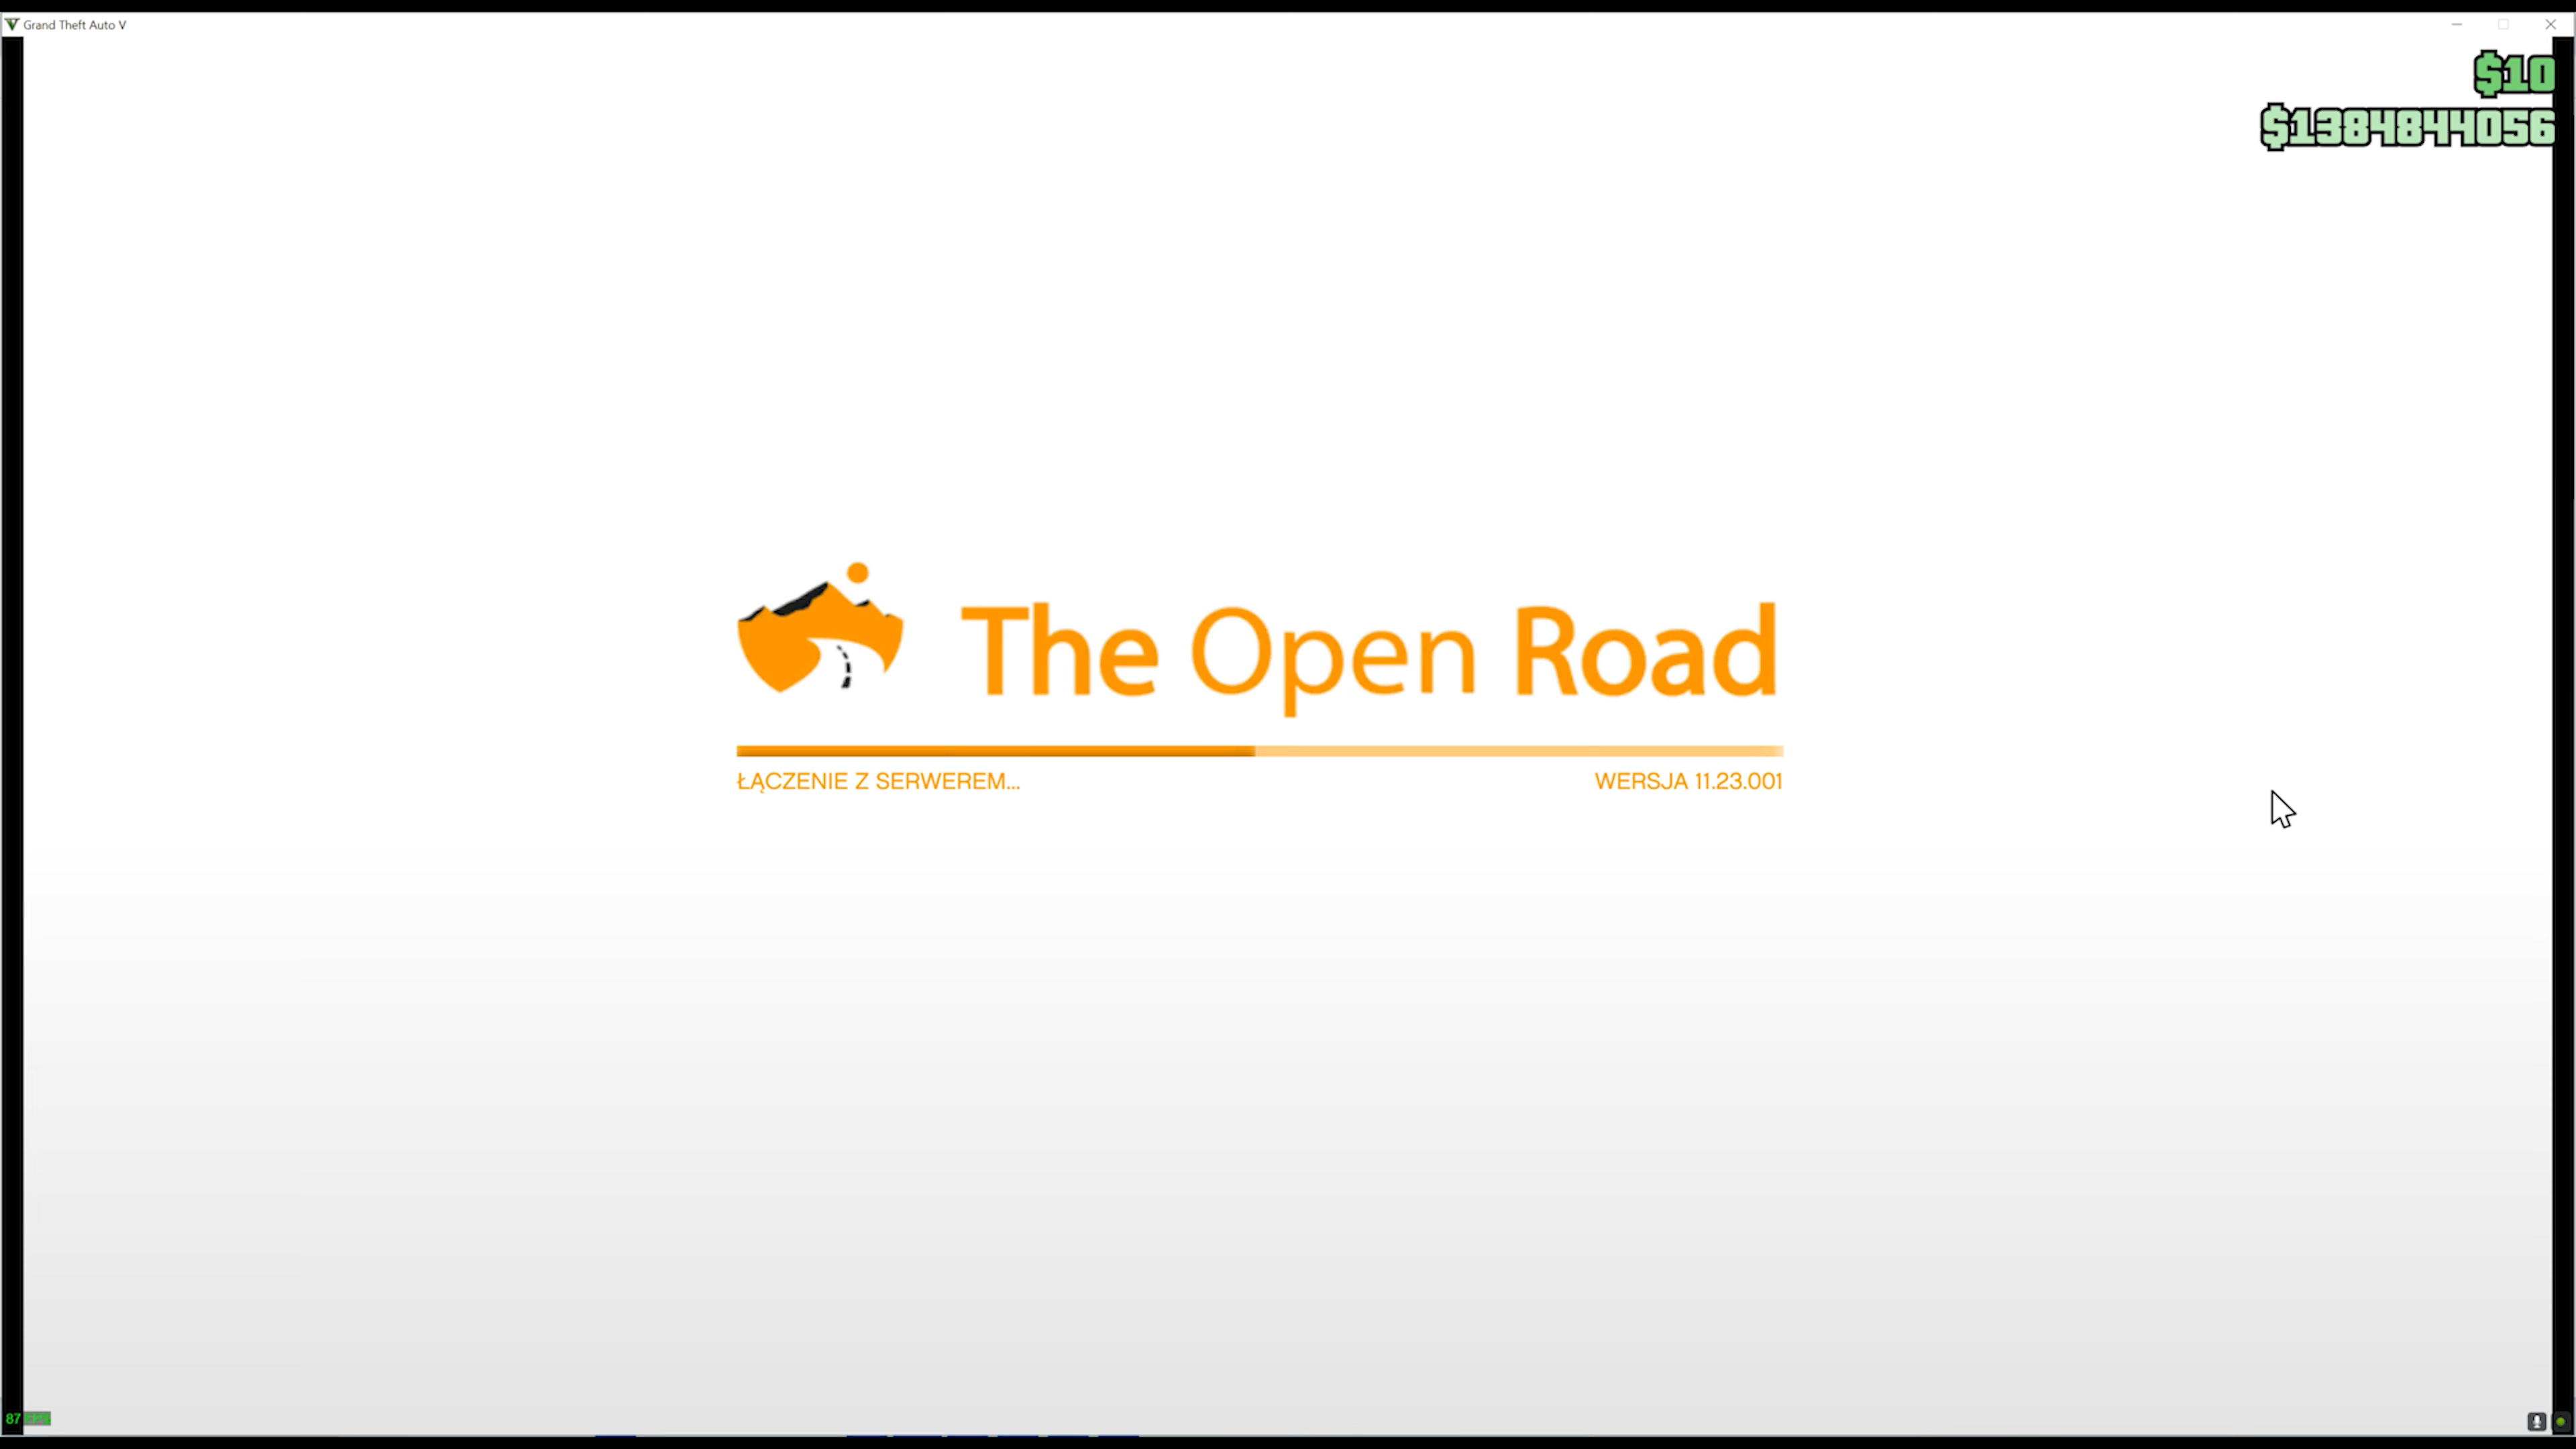 Grand Theft Auto V
$10
$1384844056
The Open Road
ŁĄCZENIE Z SERWEREM...
WERSJA 11.23.001
87